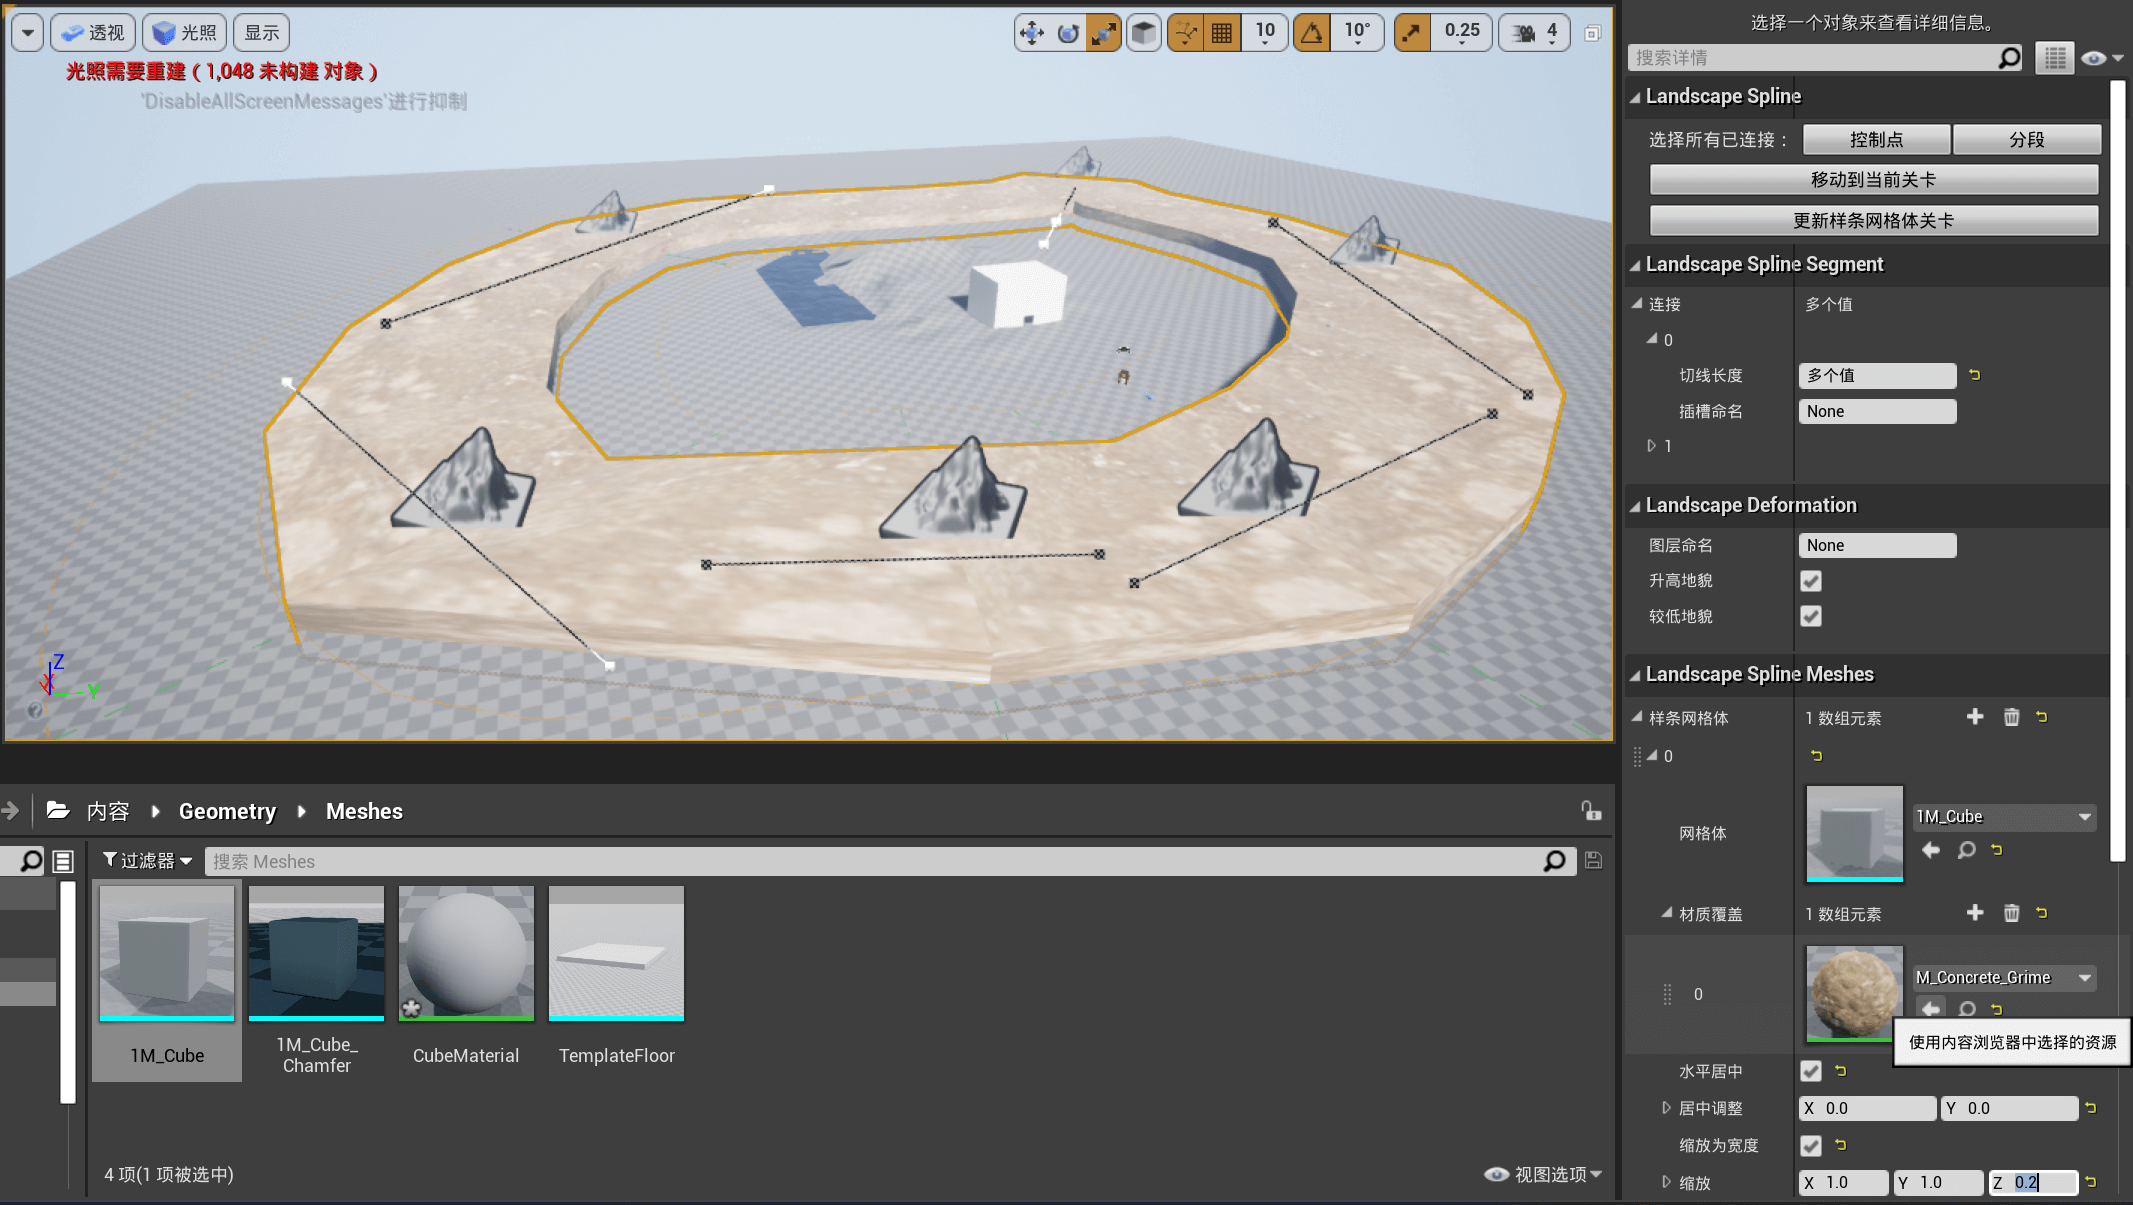 透视
光照
显示
10
10°
0.25
4
光照需要重建 ( 1,048 未构建 对象 )
'DisableAllScreenMessages'进行抑制
Z
X
Y
选择一个对象来查看详细信息。
搜索详情
Landscape Spline
选择所有已连接：
控制点
分段
移动到当前关卡
更新样条网格体关卡
Landscape Spline Segment
连接
多个值
0
切线长度
多个值
插槽命名
None
1
Landscape Deformation
图层命名
None
升高地貌
较低地貌
Landscape Spline Meshes
样条网格体
1 数组元素
0
网格体
1M_Cube
材质覆盖
1 数组元素
0
M_Concrete_Grime
使用内容浏览器中选择的资源
水平居中
居中调整
X 0.0
Y 0.0
缩放为宽度
缩放
X 1.0
Y 1.0
Z 0.2
内容
Geometry
Meshes
过滤器
搜索 Meshes
1M_Cube
1M_Cube_
Chamfer
CubeMaterial
TemplateFloor
4 项(1 项被选中)
视图选项